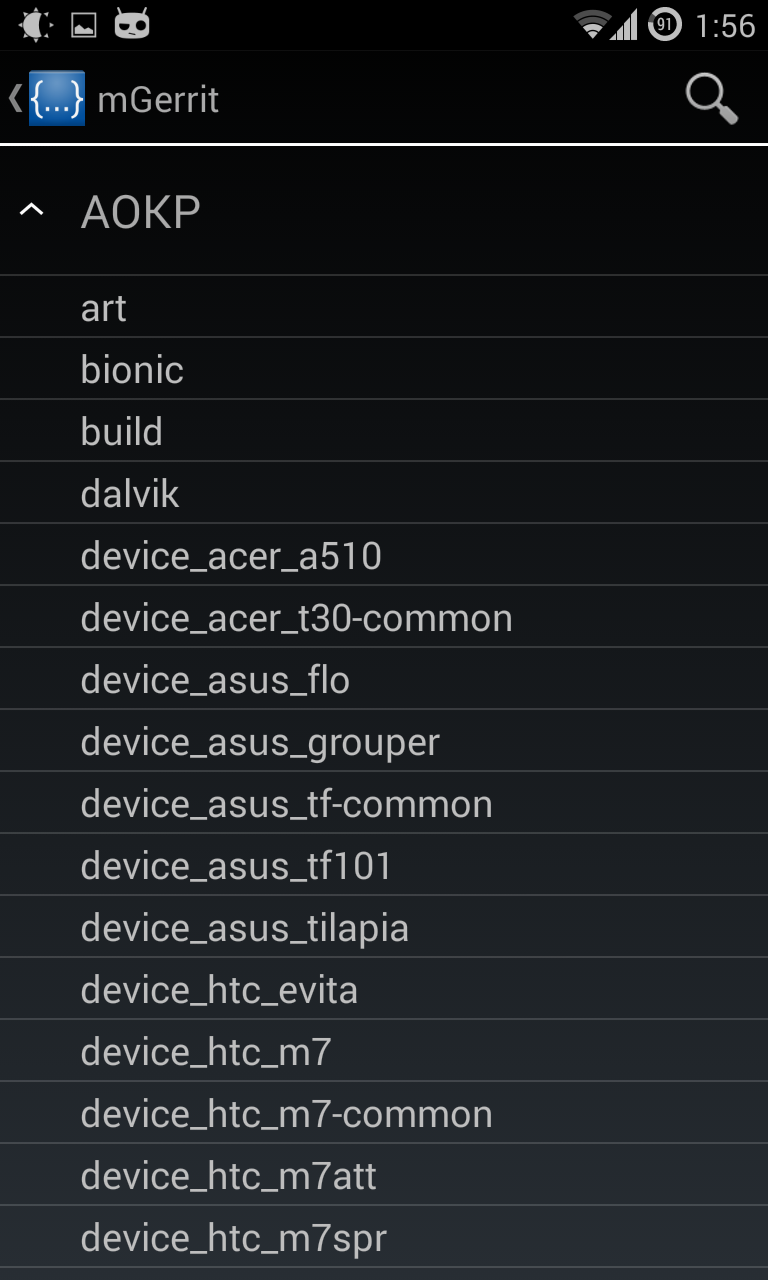 91 1:56
{...} mGerrit
AOKP
art
bionic
build
dalvik
device_acer_a510
device_acer_t30-common
device_asus_flo
device_asus_grouper
device_asus_tf-common
device_asus_tf101
device_asus_tilapia
device_htc_evita
device_htc_m7
device_htc_m7-common
device_htc_m7att
device_htc_m7spr